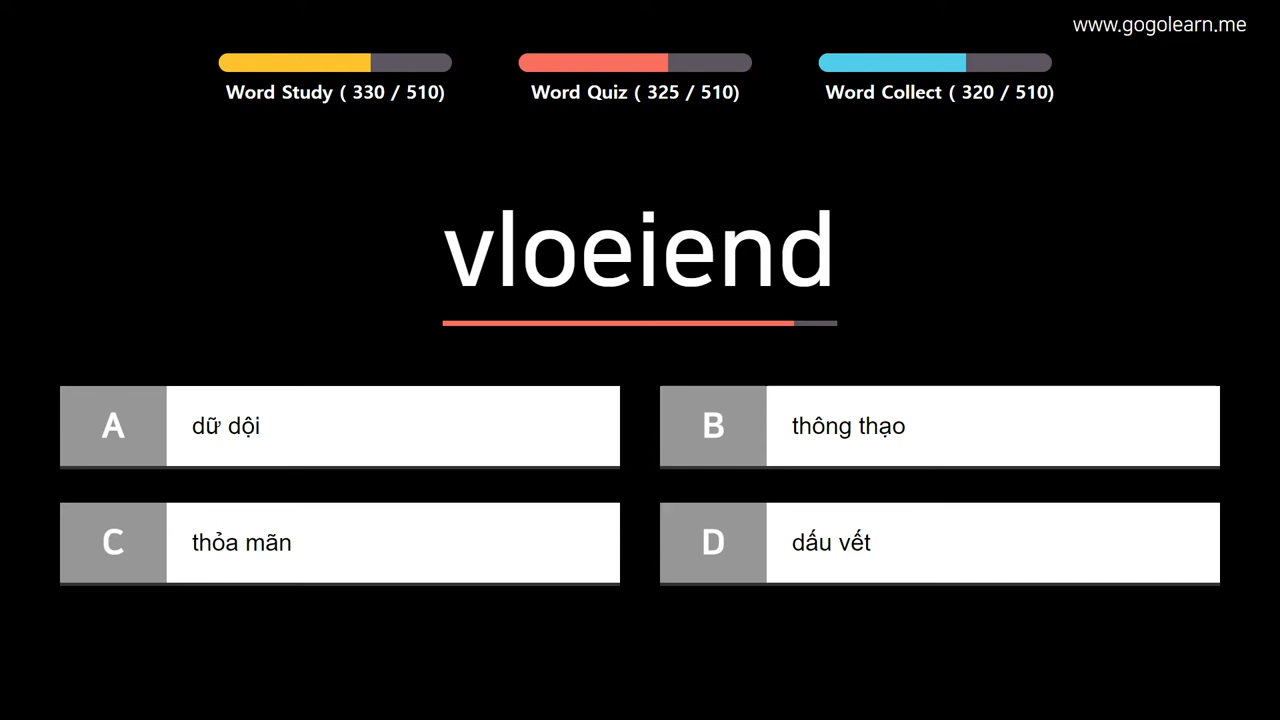 www.gogolearn.me
Word Study ( 330 / 510)
Word Quiz ( 325 / 510)
Word Collect ( 320 / 510)
vloeiend
A
dữ dội
B
thông thạo
C
thỏa mãn
D
dấu vết